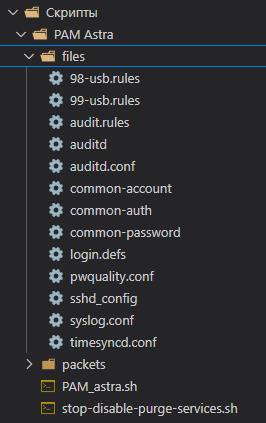 Скрипты
PAM Astra
files
98-usb.rules
99-usb.rules
audit.rules
auditd
auditd.conf
common-account
common-auth
common-password
login.defs
pwquality.conf
sshd_config
syslog.conf
timesyncd.conf
packets
PAM_astra.sh
stop-disable-purge-services.sh